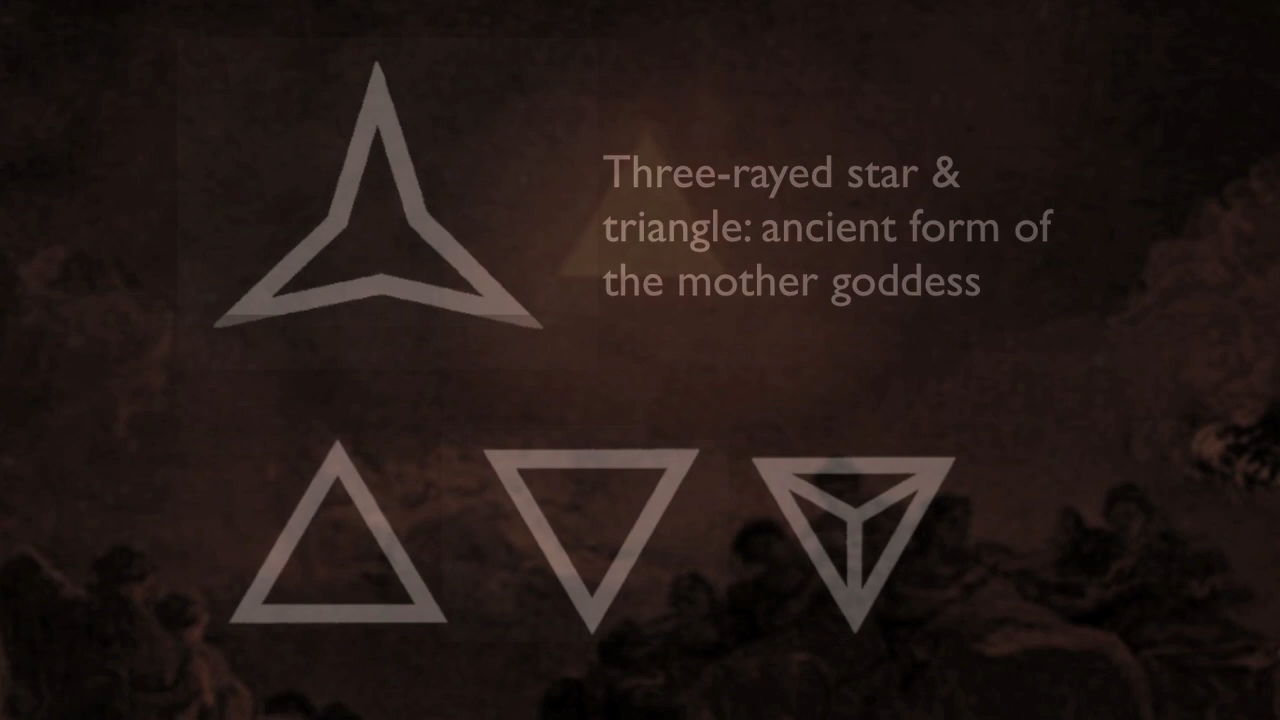 Three-rayed star &
triangle: ancient form of
the mother goddess